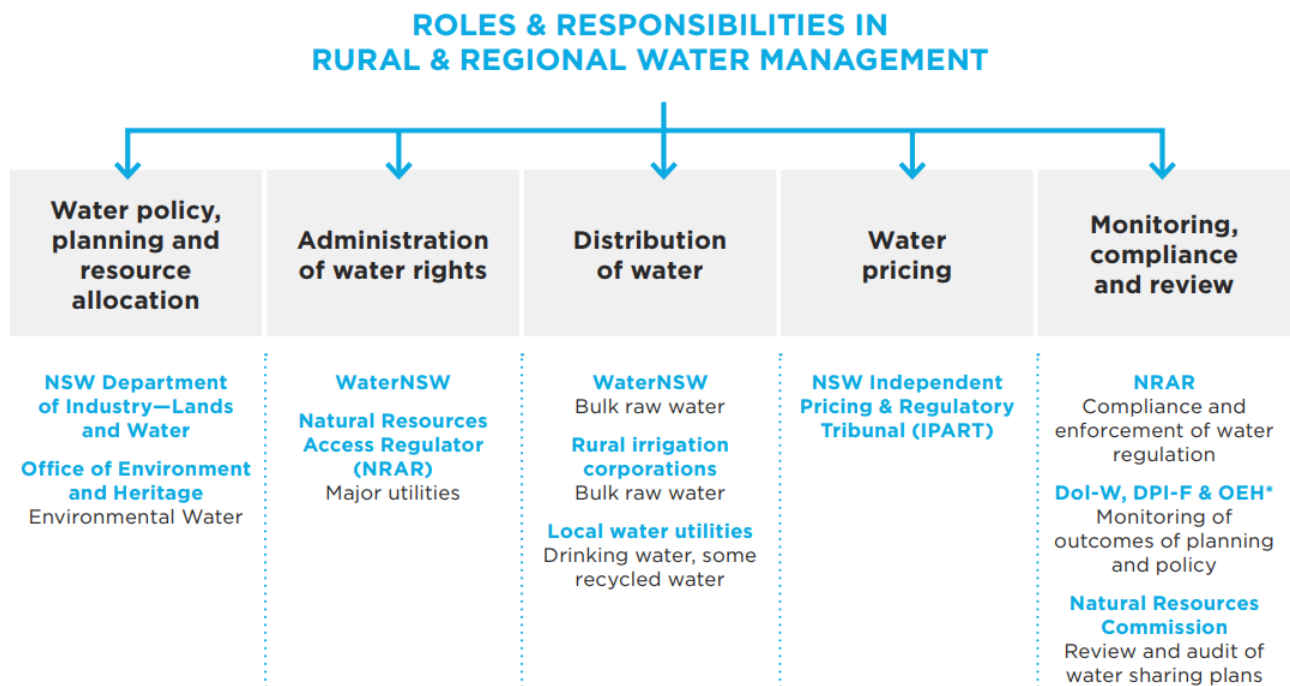 ROLES & RESPONSIBILITIES IN
RURAL & REGIONAL WATER MANAGEMENT
Water policy,
planning and
resource
allocation
Administration
of water rights
Distribution
of water
Water
pricing
Monitoring,
compliance
and review
NSW Department
of Industry—Lands
and Water
Office of Environment
and Heritage
Environmental Water
WaterNSW
Natural Resources
Access Regulator
(NRAR)
Major utilities
WaterNSW
Bulk raw water
Rural irrigation
corporations
Bulk raw water
Local water utilities
Drinking water, some
recycled water
NSW Independent
Pricing & Regulatory
Tribunal (IPART)
NRAR
Compliance and
enforcement of water
regulation
DoI-W, DPI-F & OEH*
Monitoring of
outcomes of planning
and policy
Natural Resources
Commission
Review and audit of
water sharing plans